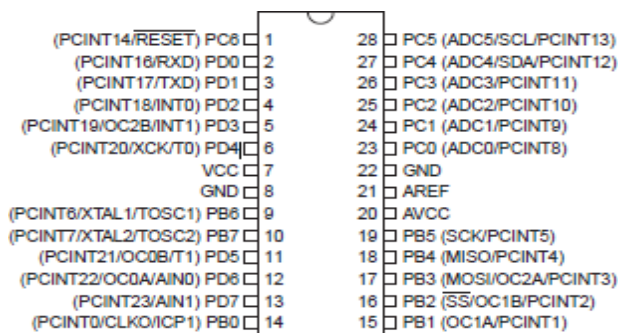 (PCINT14/RESET) PC6 1 28 PC5 (ADC5/SCL/PCINT13)
(PCINT16/RXD) PD0 2 27 PC4 (ADC4/SDA/PCINT12)
(PCINT17/TXD) PD1 3 26 PC3 (ADC3/PCINT11)
(PCINT18/INT0) PD2 4 25 PC2 (ADC2/PCINT10)
(PCINT19/OC2B/INT1) PD3 5 24 PC1 (ADC1/PCINT9)
(PCINT20/XCK/T0) PD4 6 23 PC0 (ADC0/PCINT8)
VCC 7 22 GND
GND 8 21 AREF
(PCINT6/XTAL1/TOSC1) PB6 9 20 AVCC
(PCINT7/XTAL2/TOSC2) PB7 10 19 PB5 (SCK/PCINT5)
(PCINT21/OC0B/T1) PD5 11 18 PB4 (MISO/PCINT4)
(PCINT22/OC0A/AIN0) PD6 12 17 PB3 (MOSI/OC2A/PCINT3)
(PCINT23/AIN1) PD7 13 16 PB2 (SS/OC1B/PCINT2)
(PCINT0/CLKO/ICP1) PB0 14 15 PB1 (OC1A/PCINT1)